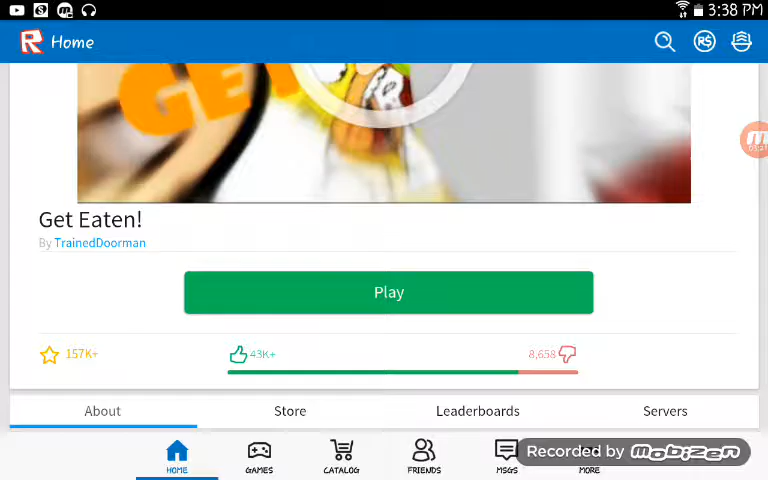 3:38 PM
R Home
R$
GET
Get Eaten!
By TrainedDoorman
Play
157K+ 43K+ 8,658
About Store Leaderboards Servers
HOME GAMES CATALOG FRIENDS MSGS MORE
Recorded by MOBIZEN